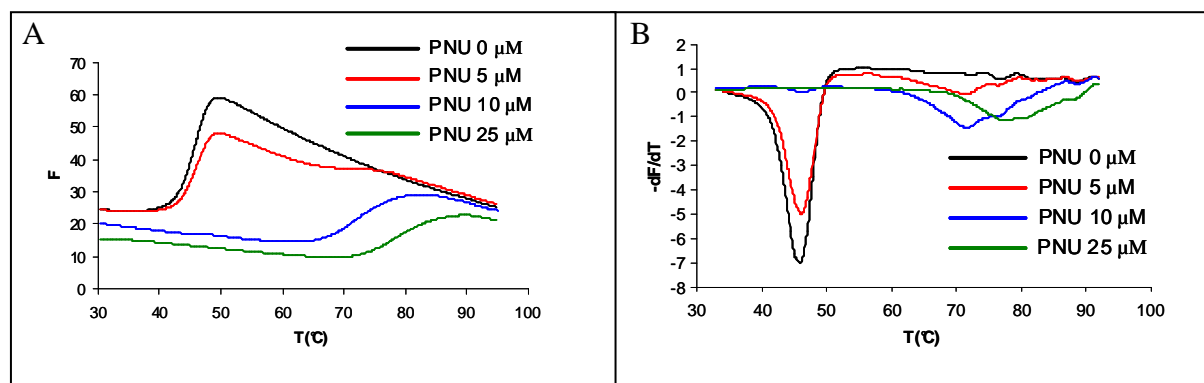 A
PNU 0 μM
PNU 5 μM
PNU 10 μM
PNU 25 μM
70
60
50
40
30
20
10
0
F
30 40 50 60 70 80 90 100
T(°C)
B
2
1
0
-1
-2
-3
-4
-5
-6
-7
-8
-dF/dT
PNU 0 μM
PNU 5 μM
PNU 10 μM
PNU 25 μM
30 40 50 60 70 80 90 100
T(°C)